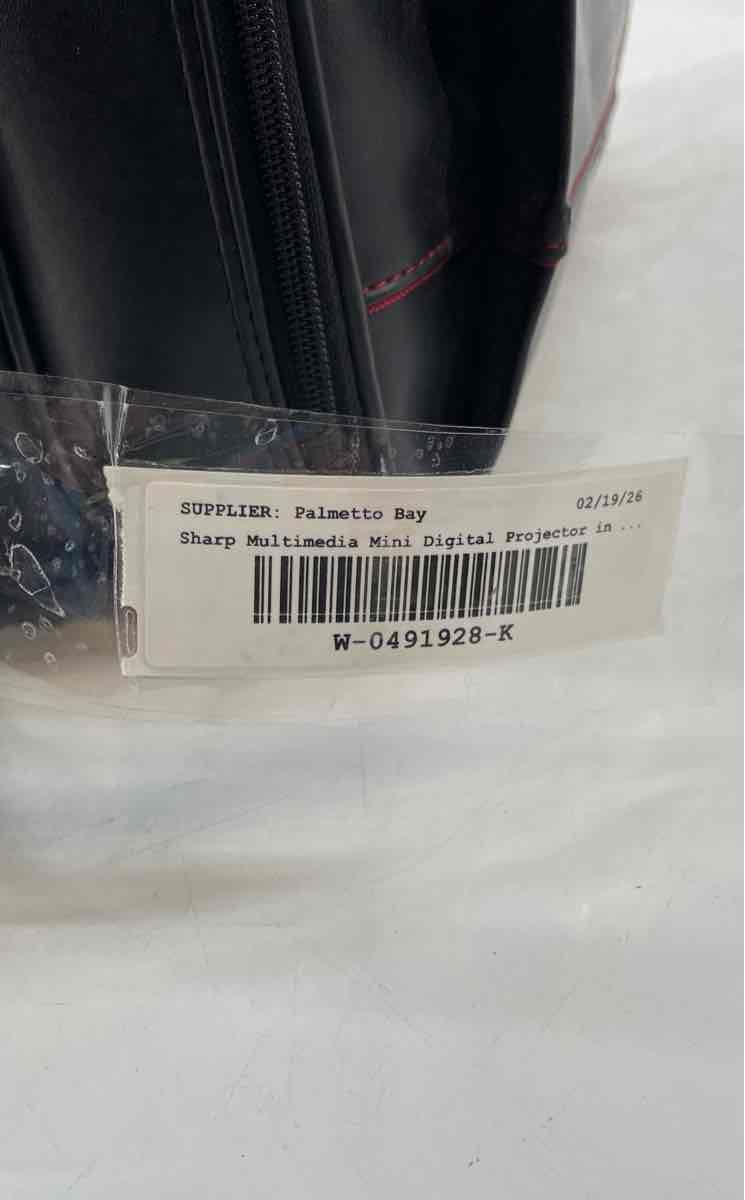 SUPPLIER: Palmetto Bay 02/19/26
Sharp Multimedia Mini Digital Projector in ...
W-0491928-K